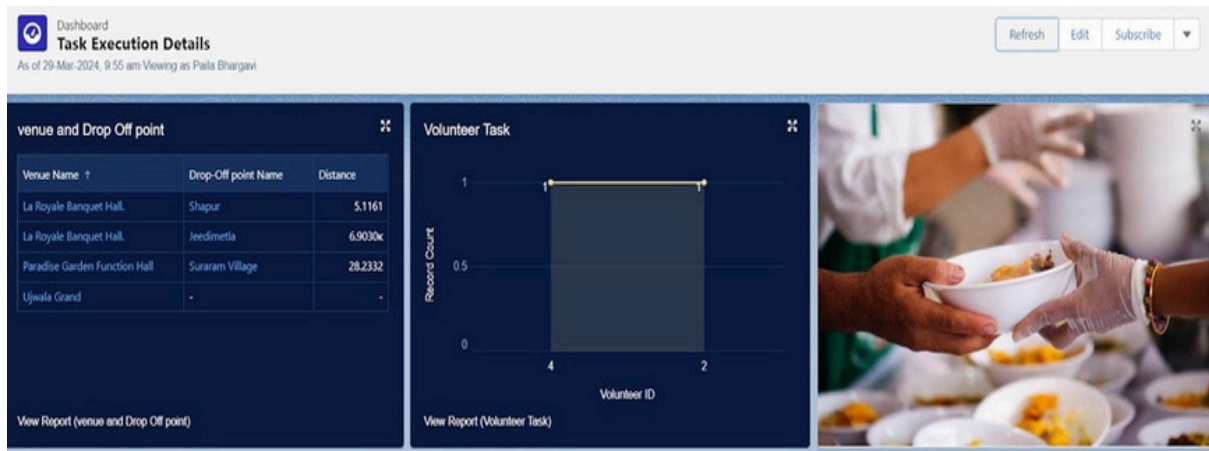 Dashboard
Task Execution Details
As of 29-Mar-2024, 9.55 am Viewing as Paila Bhargavi
Refresh Edit Subscribe
venue and Drop Off point
Venue Name ↑ Drop-Off point Name Distance
La Royale Banquet Hall. Shapur 5.1161
La Royale Banquet Hall. Jeedimetla 6.9030K
Paradise Garden Function Hall Suraram Village 28.2332
Ujwala Grand - -
View Report (venue and Drop Off point)
Volunteer Task
Record Count
1
0.5
0
1 1
4 2
Volunteer ID
View Report (Volunteer Task)